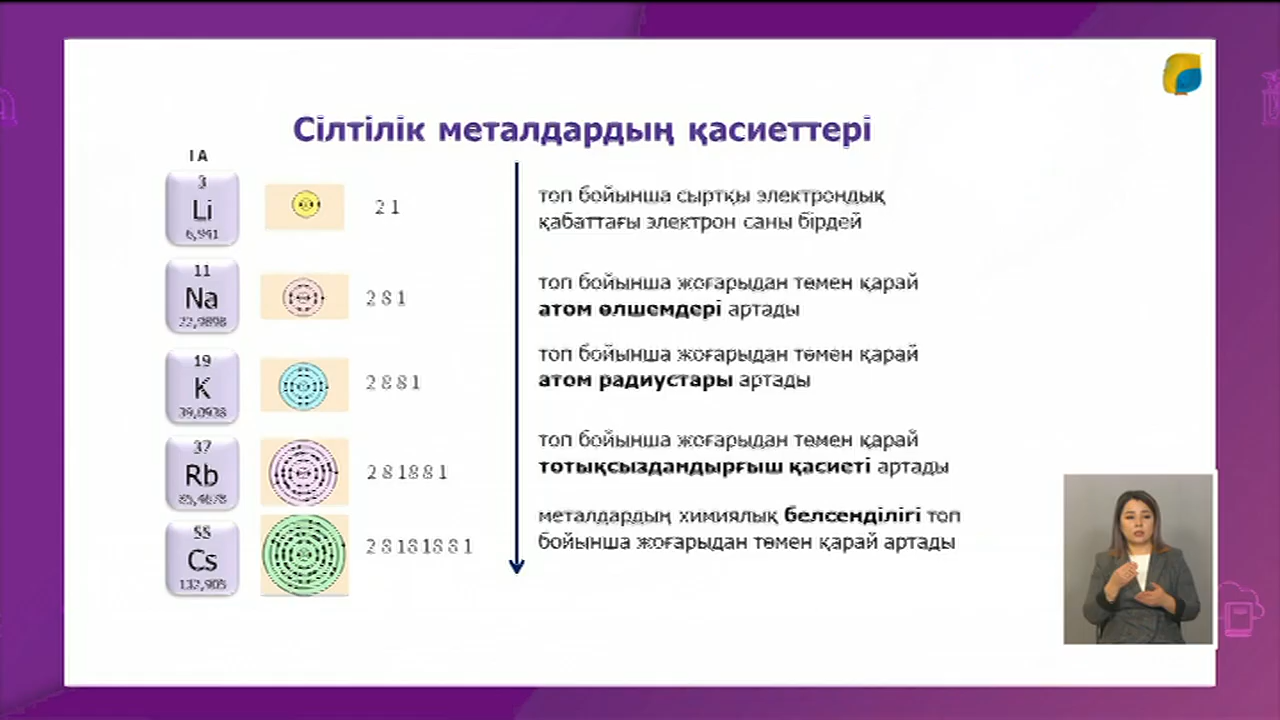 Сілтілік металдардың қасиеттері
IA
3
Li
6,941
2 1
топ бойынша сыртқы электрондық
қабаттағы электрон саны бірдей
11
Na
22,9898
2 8 1
топ бойынша жоғарыдан төмен қарай
атом өлшемдері артады
19
K
39,0938
2 8 8 1
топ бойынша жоғарыдан төмен қарай
атом радиустары артады
37
Rb
85,4678
2 8 18 8 1
топ бойынша жоғарыдан төмен қарай
тотықсыздандырғыш қасиеті артады
55
Cs
132,905
2 8 18 18 8 1
металдардың химиялық белсенділігі топ
бойынша жоғарыдан төмен қарай артады